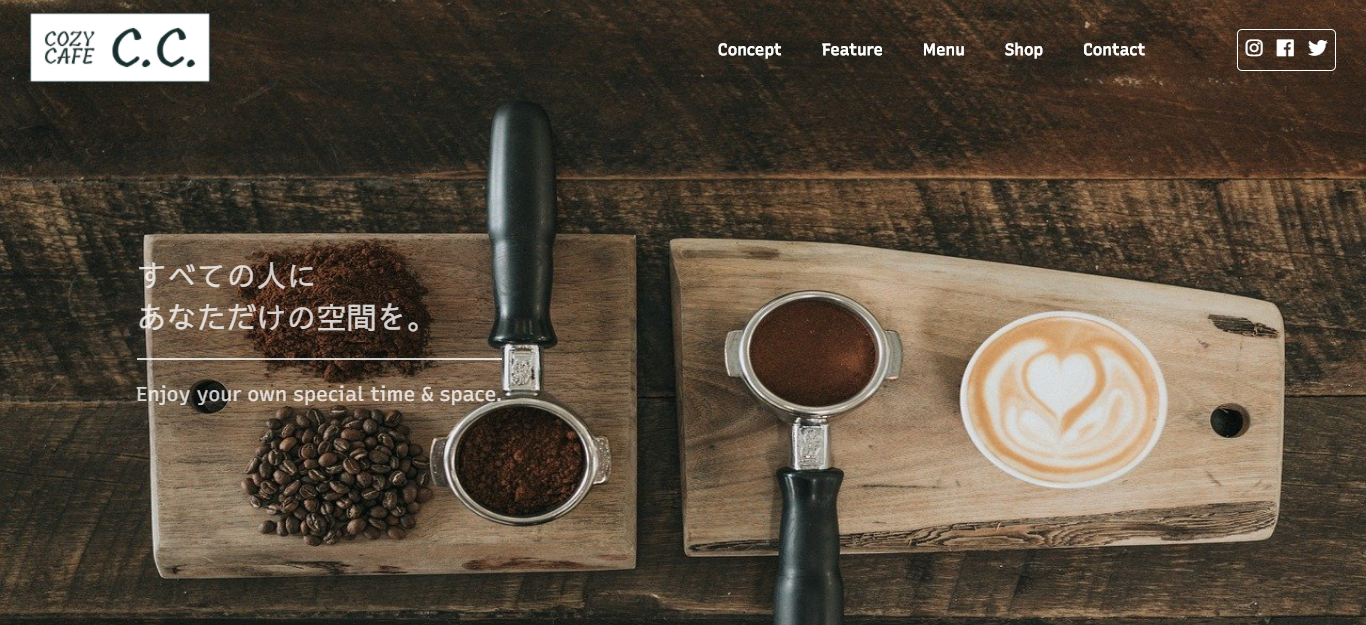 COZY
CAFE
C.C.
Concept
Feature
Menu
Shop
Contact
すべての人に
あなただけの空間を。
Enjoy your own special time & space.